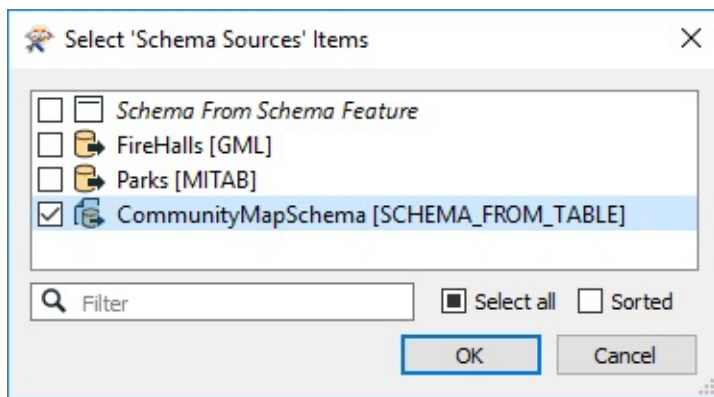 Select 'Schema Sources' Items
Schema From Schema Feature
FireHalls [GML]
Parks [MITAB]
CommunityMapSchema [SCHEMA_FROM_TABLE]
Filter Select all Sorted
OK Cancel